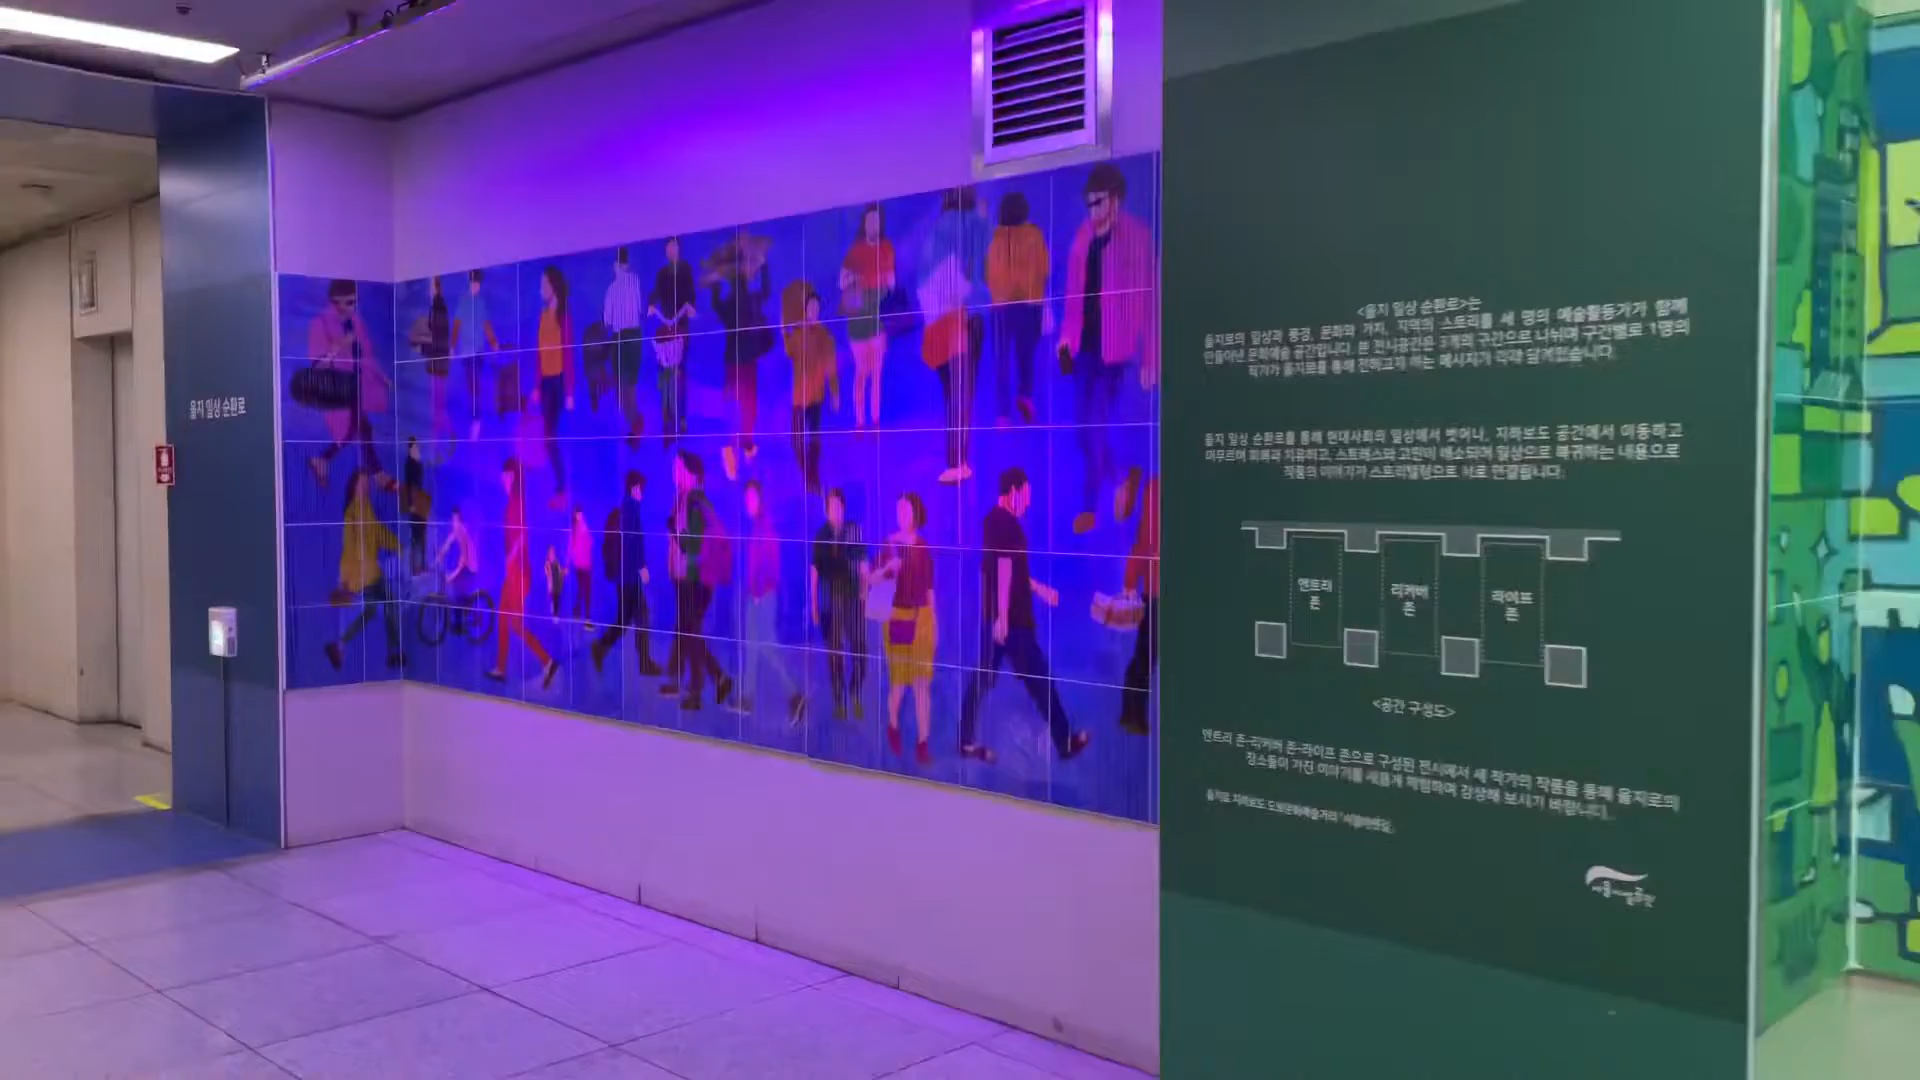 을지 일상 순환로
<을지 일상 순환로>는
을지로의 일상과 풍경, 문화와 가치, 지역의 스토리를 세 명의 예술활동가가 함께
만들어낸 문화예술 공간입니다. 본 전시공간은 3개의 구간으로 나뉘며 구간별로 1명의
작가가 을지로를 통해 전하고자 하는 메시지가 각각 담겨있습니다.
을지 일상 순환로를 통해 현대사회의 일상에서 벗어나, 지하보도 공간에서 이동하고
머무르며 회복과 치유하고, 스트레스와 고민이 해소되어 일상으로 복귀하는 내용으로
작품의 이야기가 스토리텔링으로 서로 연결됩니다.
엔트리
존
리커버
존
라이프
존
<공간 구성도>
엔트리 존-리커버 존-라이프 존으로 구성된 전시에서 세 작가의 작품을 통해 을지로의
장소들이 가진 이야기를 새롭게 체험하며 감상해 보시기 바랍니다.
을지로 지하보도